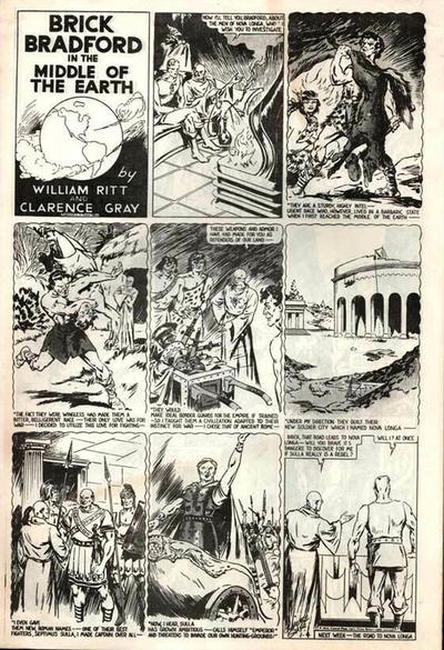 BRICK
BRADFORD
IN THE
MIDDLE OF
THE EARTH
by
WILLIAM RITT
AND
CLARENCE GRAY
NOW I'LL TELL YOU, BRADFORD, ABOUT
THE MEN OF NOVA LONGA, WHO I
WISH YOU TO INVESTIGATE
"THEY ARE A STURDY, HIGHLY INTEL-
LIGENT RACE WHO, HOWEVER, LIVED IN A BARBARIC STATE
WHEN I FIRST REACHED THE MIDDLE OF THE EARTH —
"THE FACT THEY WERE WINGLESS HAS MADE THEM A
BITTER, BELLIGERENT RACE — THEIR ONLY LOVE WAS FOR
WAR — I DECIDED TO UTILIZE THIS LOVE FOR FIGHTING —
THESE WEAPONS AND ARMOR I
HAVE HAD MADE FOR YOU AS
DEFENDERS OF OUR LAND —
"THEY WOULD
MAKE IDEAL BORDER GUARDS FOR THE EMPIRE IF TRAINED
— SO I TAUGHT THEM A CIVILIZATION ADAPTED TO THEIR
INSTINCT FOR WAR — I CHOSE THAT OF ANCIENT ROME —
"UNDER MY DIRECTION THEY BUILT THEIR
NEW SOLDIER CITY WHICH I NAMED NOVA LONGA
"I EVEN GAVE
THEM NEW, ROMAN NAMES — ONE OF THEIR BEST
FIGHTERS, SEPTIMUS SULLA, I MADE CAPTAIN OVER ALL —
"NOW, I HEAR, SULLA
HAS GROWN AMBITIOUS — CALLS HIMSELF "EMPEROR"
AND THREATENS TO INVADE OUR OWN HUNTING-GROUNDS!"
BRICK, THAT ROAD LEADS TO NOVA
LONGA — WILL YOU BRAVE ITS
DANGERS TO DISCOVER FOR ME
IF SULLA REALLY IS A REBEL?
WILL I? AT ONCE
NEXT WEEK — THE ROAD TO NOVA LONGA